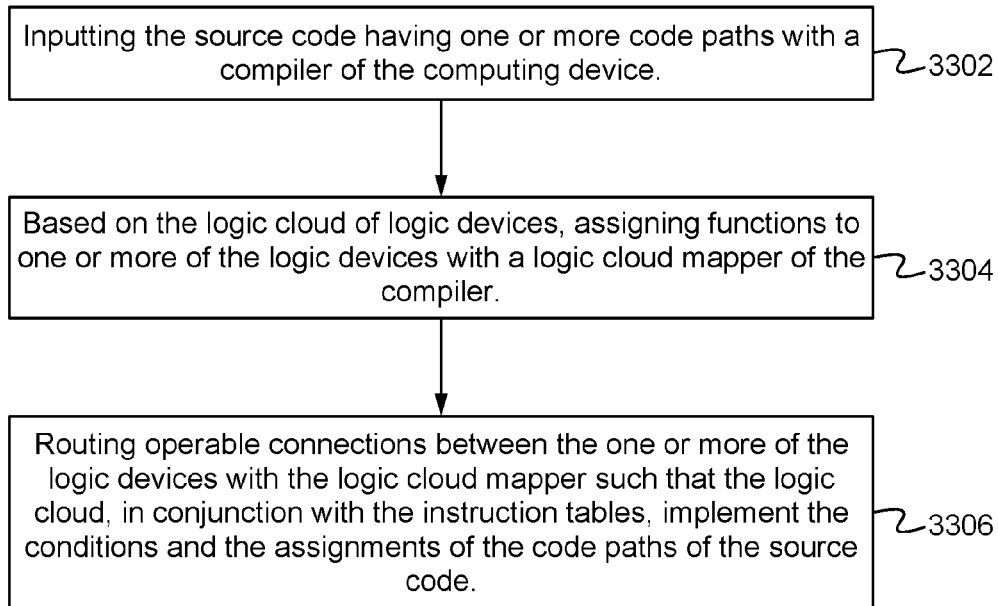 Inputting the source code having one or more code paths with a
compiler of the computing device.
3302
Based on the logic cloud of logic devices, assigning functions to
one or more of the logic devices with a logic cloud mapper of the
compiler.
3304
Routing operable connections between the one or more of the
logic devices with the logic cloud mapper such that the logic
cloud, in conjunction with the instruction tables, implement the
conditions and the assignments of the code paths of the source
code.
3306